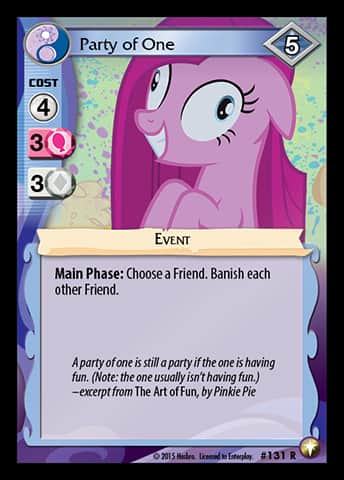 Party of One
5
COST
4
3
3
EVENT
Main Phase: Choose a Friend. Banish each
other Friend.
A party of one is still a party if the one is having
fun. (Note: the one usually isn't having fun.)
–excerpt from The Art of Fun, by Pinkie Pie
© 2015 Hasbro. Licensed to Enterplay. #131 R